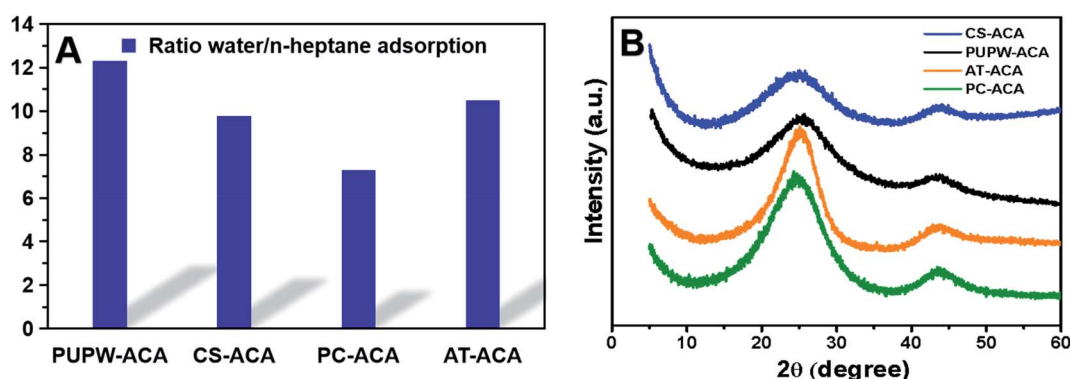 A
Ratio water/n-heptane adsorption
14
12
10
8
6
4
2
0
PUPW-ACA CS-ACA PC-ACA AT-ACA
B
CS-ACA
PUPW-ACA
AT-ACA
PC-ACA
Intensity (a.u.)
0 10 20 30 40 50 60
2θ (degree)